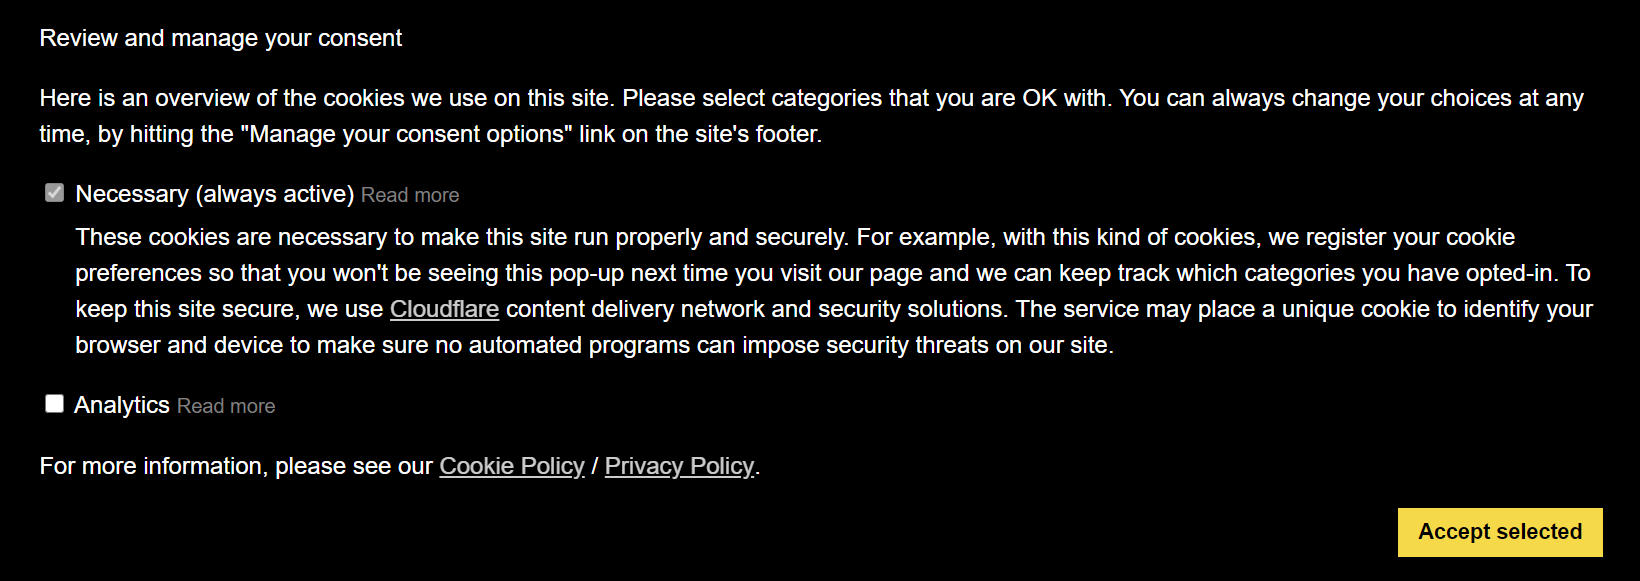 Review and manage your consent
Here is an overview of the cookies we use on this site. Please select categories that you are OK with. You can always change your choices at any
time, by hitting the "Manage your consent options" link on the site's footer.
Necessary (always active) Read more
These cookies are necessary to make this site run properly and securely. For example, with this kind of cookies, we register your cookie
preferences so that you won't be seeing this pop-up next time you visit our page and we can keep track which categories you have opted-in. To
keep this site secure, we use Cloudflare content delivery network and security solutions. The service may place a unique cookie to identify your
browser and device to make sure no automated programs can impose security threats on our site.
Analytics Read more
For more information, please see our Cookie Policy / Privacy Policy.
Accept selected